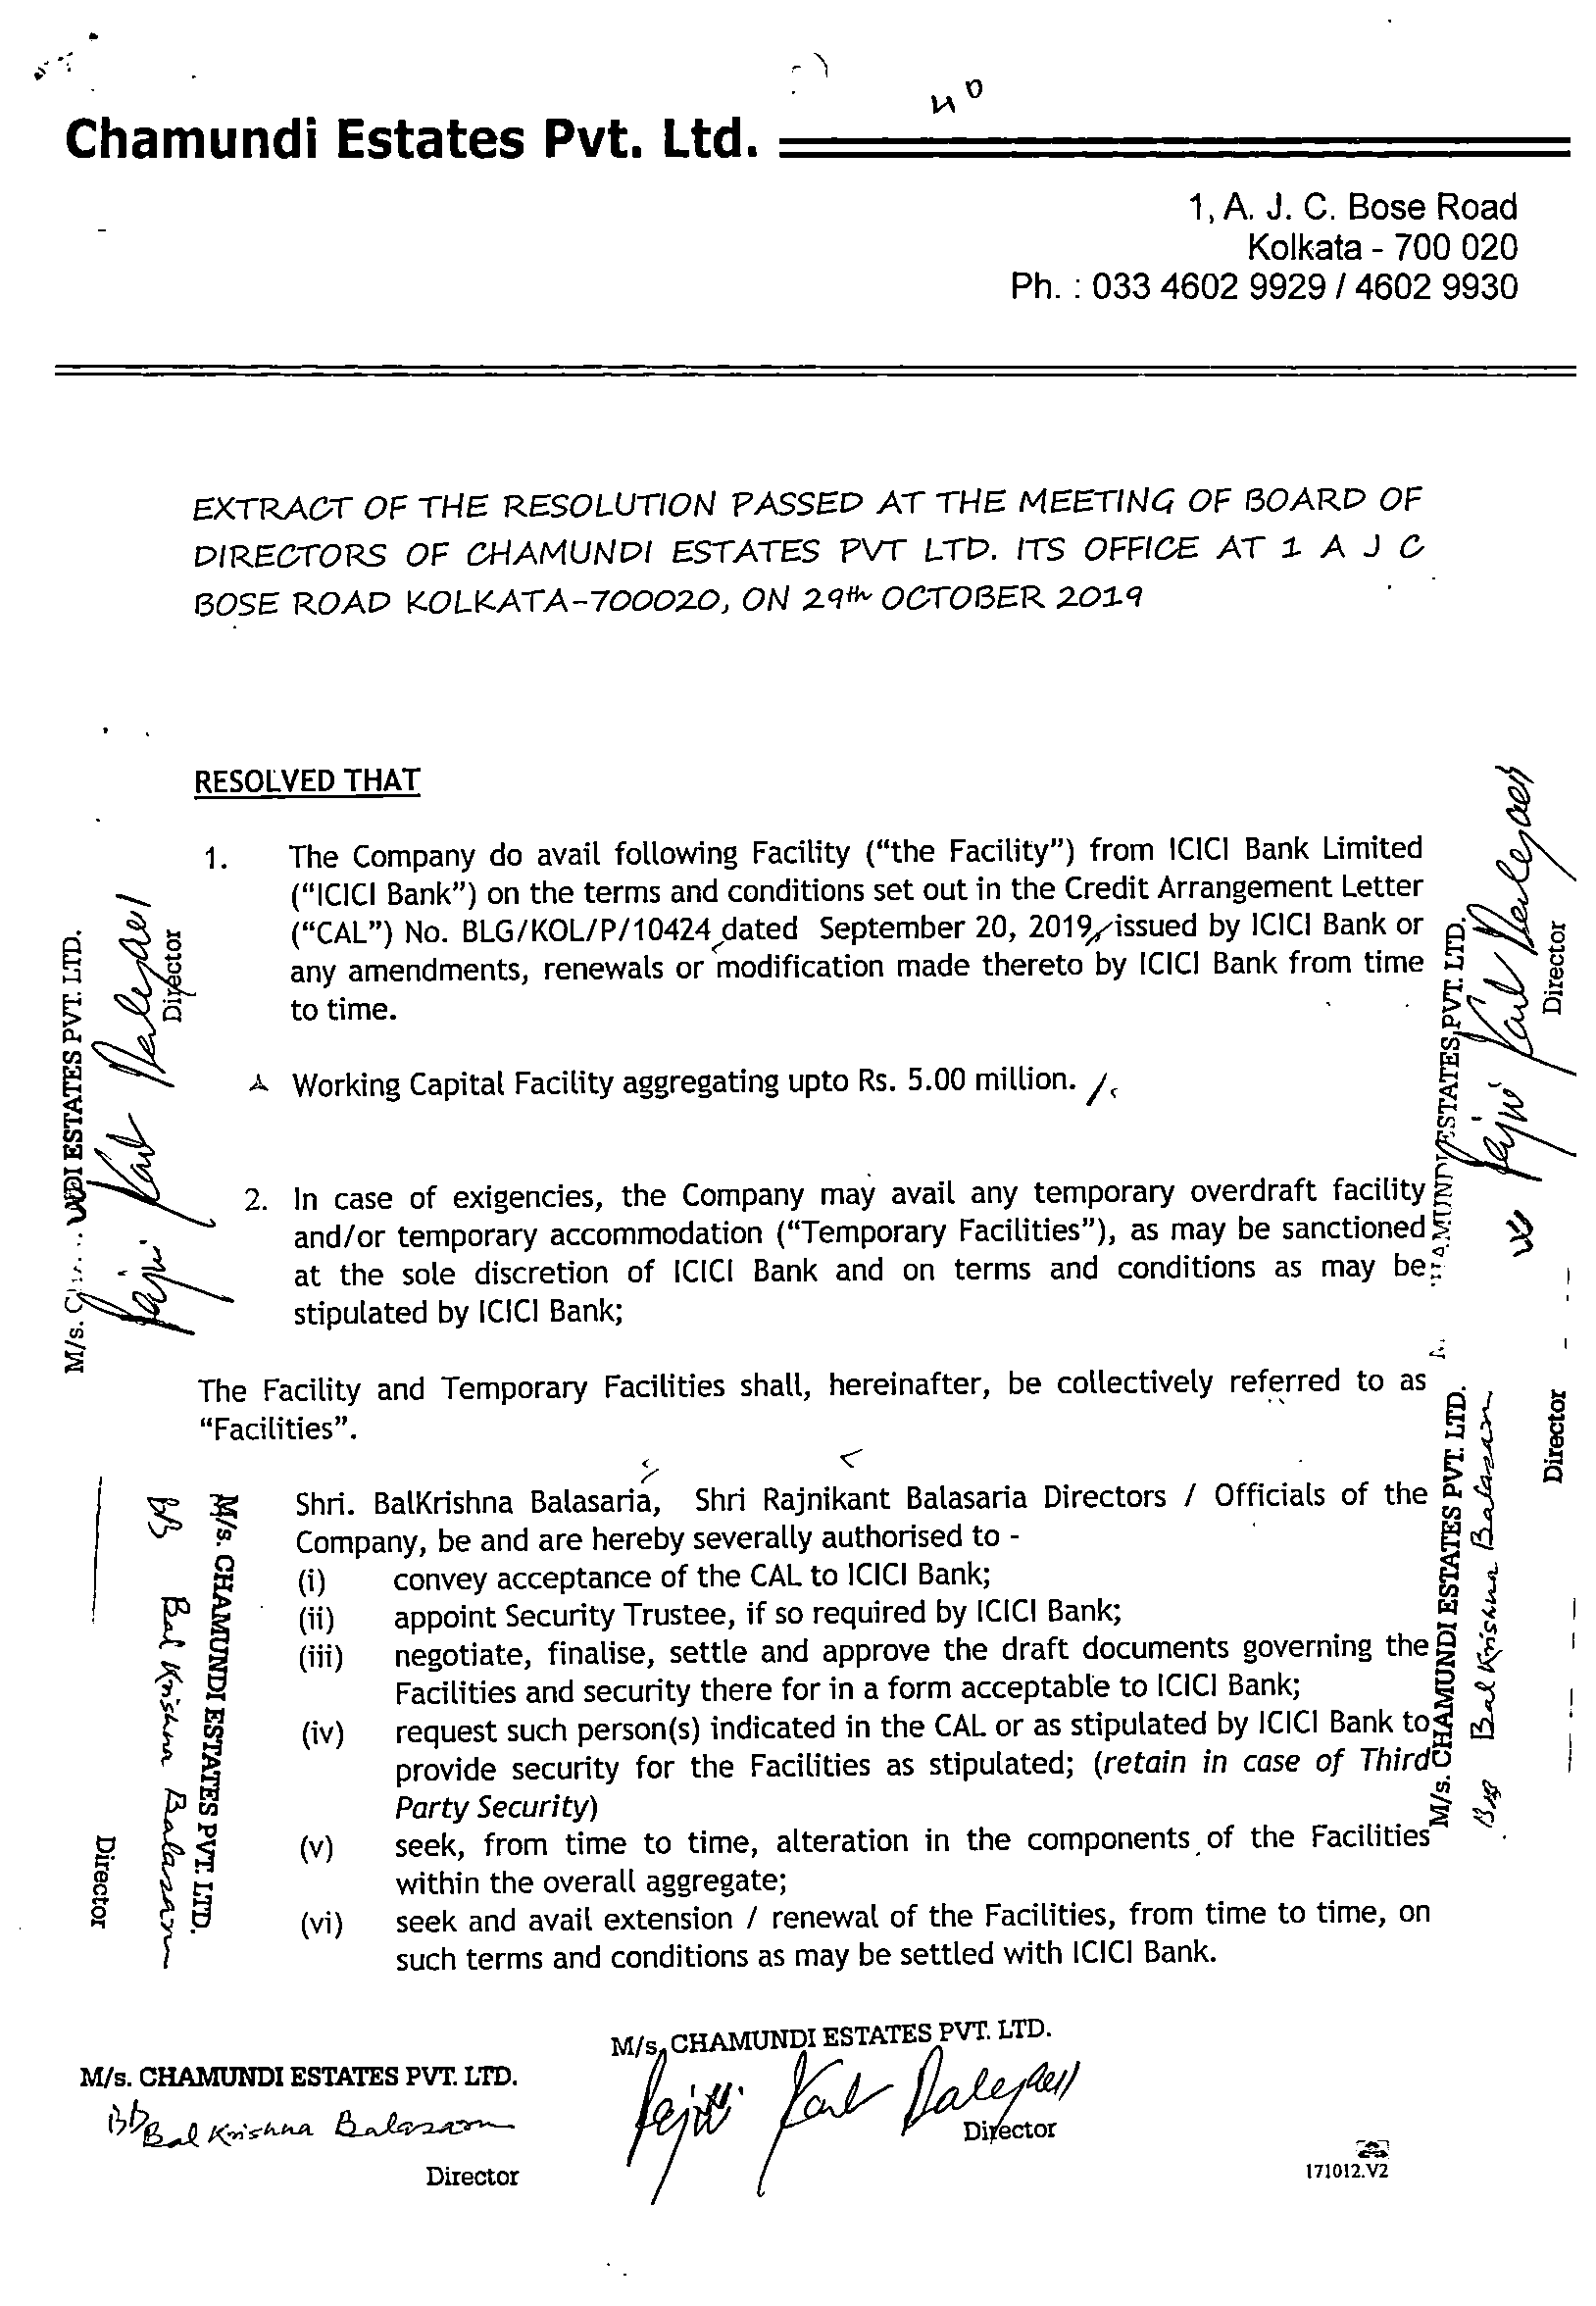 Chamundi Estates Pvt. Ltd.
1, A. J. C. Bose Road
Kolkata - 700 020
Ph. : 033 4602 9929 / 4602 9930
EXTRACT OF THE RESOLUTION PASSED AT THE MEETING OF BOARD OF
DIRECTORS OF CHAMUNDI ESTATES PVT LTD. ITS OFFICE AT 1 A J C
BOSE ROAD KOLKATA-700020, ON 29th OCTOBER 2019
RESOLVED THAT
1. The Company do avail following Facility (“the Facility”) from ICICI Bank Limited
(“ICICI Bank”) on the terms and conditions set out in the Credit Arrangement Letter
(“CAL”) No. BLG/KOL/P/10424 dated September 20, 2019, issued by ICICI Bank or
any amendments, renewals or modification made thereto by ICICI Bank from time
to time.
Working Capital Facility aggregating upto Rs. 5.00 million.
2. In case of exigencies, the Company may avail any temporary overdraft facility
and/or temporary accommodation (“Temporary Facilities”), as may be sanctioned
at the sole discretion of ICICI Bank and on terms and conditions as may be
stipulated by ICICI Bank;
The Facility and Temporary Facilities shall, hereinafter, be collectively referred to as
“Facilities”.
Shri. BalKrishna Balasaria, Shri Rajnikant Balasaria Directors / Officials of the
Company, be and are hereby severally authorised to -
(i) convey acceptance of the CAL to ICICI Bank;
(ii) appoint Security Trustee, if so required by ICICI Bank;
(iii) negotiate, finalise, settle and approve the draft documents governing the
Facilities and security there for in a form acceptable to ICICI Bank;
(iv) request such person(s) indicated in the CAL or as stipulated by ICICI Bank to
provide security for the Facilities as stipulated; (retain in case of Third
Party Security)
(v) seek, from time to time, alteration in the components of the Facilities
within the overall aggregate;
(vi) seek and avail extension / renewal of the Facilities, from time to time, on
such terms and conditions as may be settled with ICICI Bank.
M/s. ESTATES PVT. LTD.
Director
ESTATES PVT. LTD.
Director
M/s. CHAMUNDI ESTATES PVT. LTD.
Bal Krishna Balasaria
Director
M/s. CHAMUNDI ESTATES PVT. LTD.
Bal Krishna Balasaria
Director
M/s. CHAMUNDI ESTATES PVT. LTD.
Bal Krishna Balasaria
Director
M/s. CHAMUNDI ESTATES PVT. LTD.
Director
171012.V2